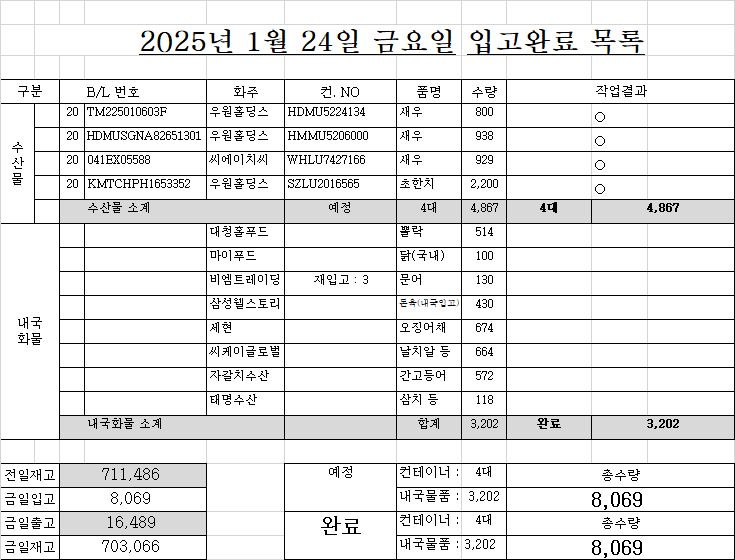 2025년 1월 24일 금요일 입고완료 목록
구분 B/L 번호 화주 컨. NO 품명 수량 작업결과
수산물
20 TM225010603F 우원홀딩스 HDMU5224134 새우 800 ○
20 HDMUSGNA82651301 우원홀딩스 HMMU5206000 새우 938 ○
20 041EX05588 씨에이치씨 WHLU7427166 새우 929 ○
20 KMTCHPH1653352 우원홀딩스 SZLU2016565 초한치 2,200 ○
수산물 소계 예정 4대 4,867 4대 4,867
내국화물
대청홀푸드 뽈락 514
마이푸드 닭(국내) 100
비엠트레이딩 재입고 : 3 문어 130
삼성웰스토리 돈육(내국입고) 430
세현 오징어채 674
씨케이글로벌 날치알 등 664
자갈치수산 간고등어 572
태명수산 삼치 등 118
내국화물 소계 합계 3,202 완료 3,202
전일재고 711,486 예정 컨테이너 : 4대 총수량
금일입고 8,069 내국물품 : 3,202 8,069
금일출고 16,489 완료 컨테이너 : 4대 총수량
금일재고 703,066 내국물품 : 3,202 8,069